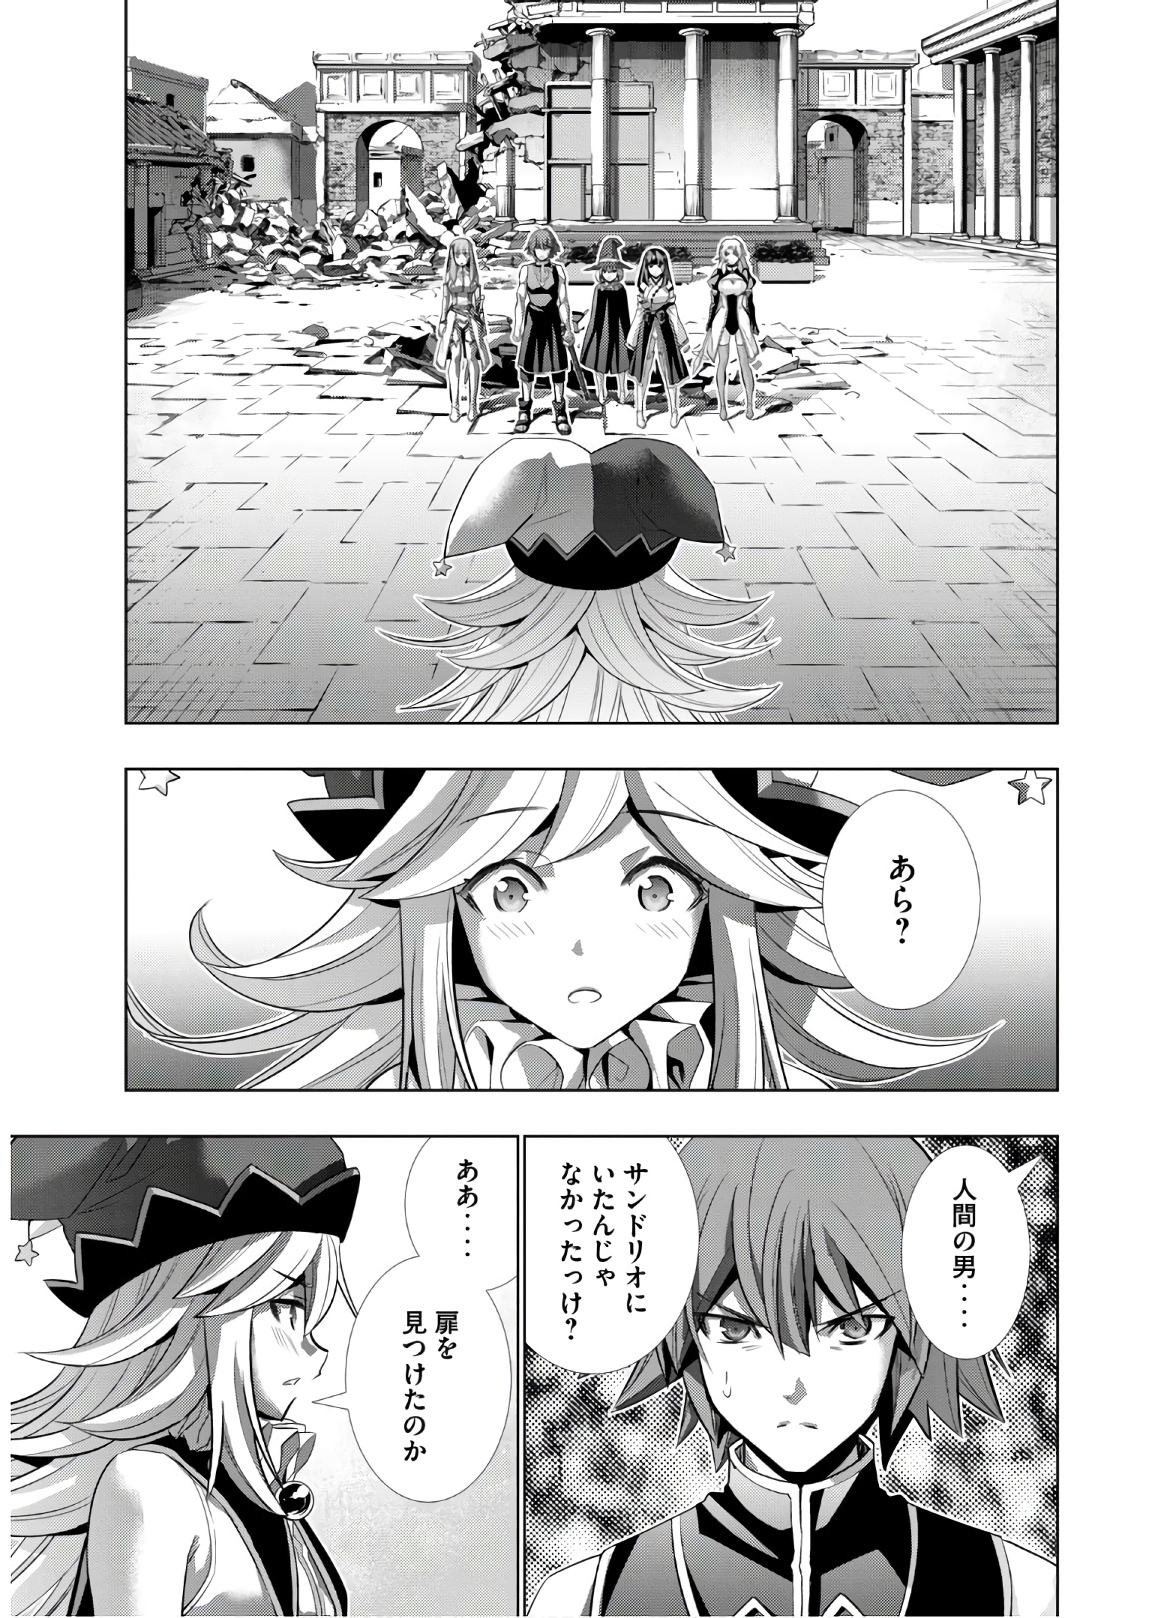 あら？
人間の男‥‥
サンドリオに
いたんじゃ
なかったっけ？
ああ‥‥
扉を
見つけたのか